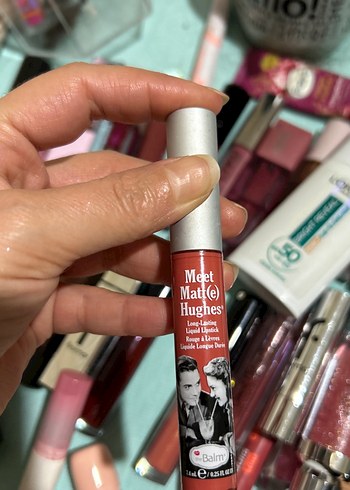 Meet
Matt(e)
Hughes®
Long-Lasting
Liquid Lipstick
Rouge à Lèvres
Liquide Longue Durée
theBalm®
7.4 ml e / 0.25 fl oz
BRIGHT REVEAL
50